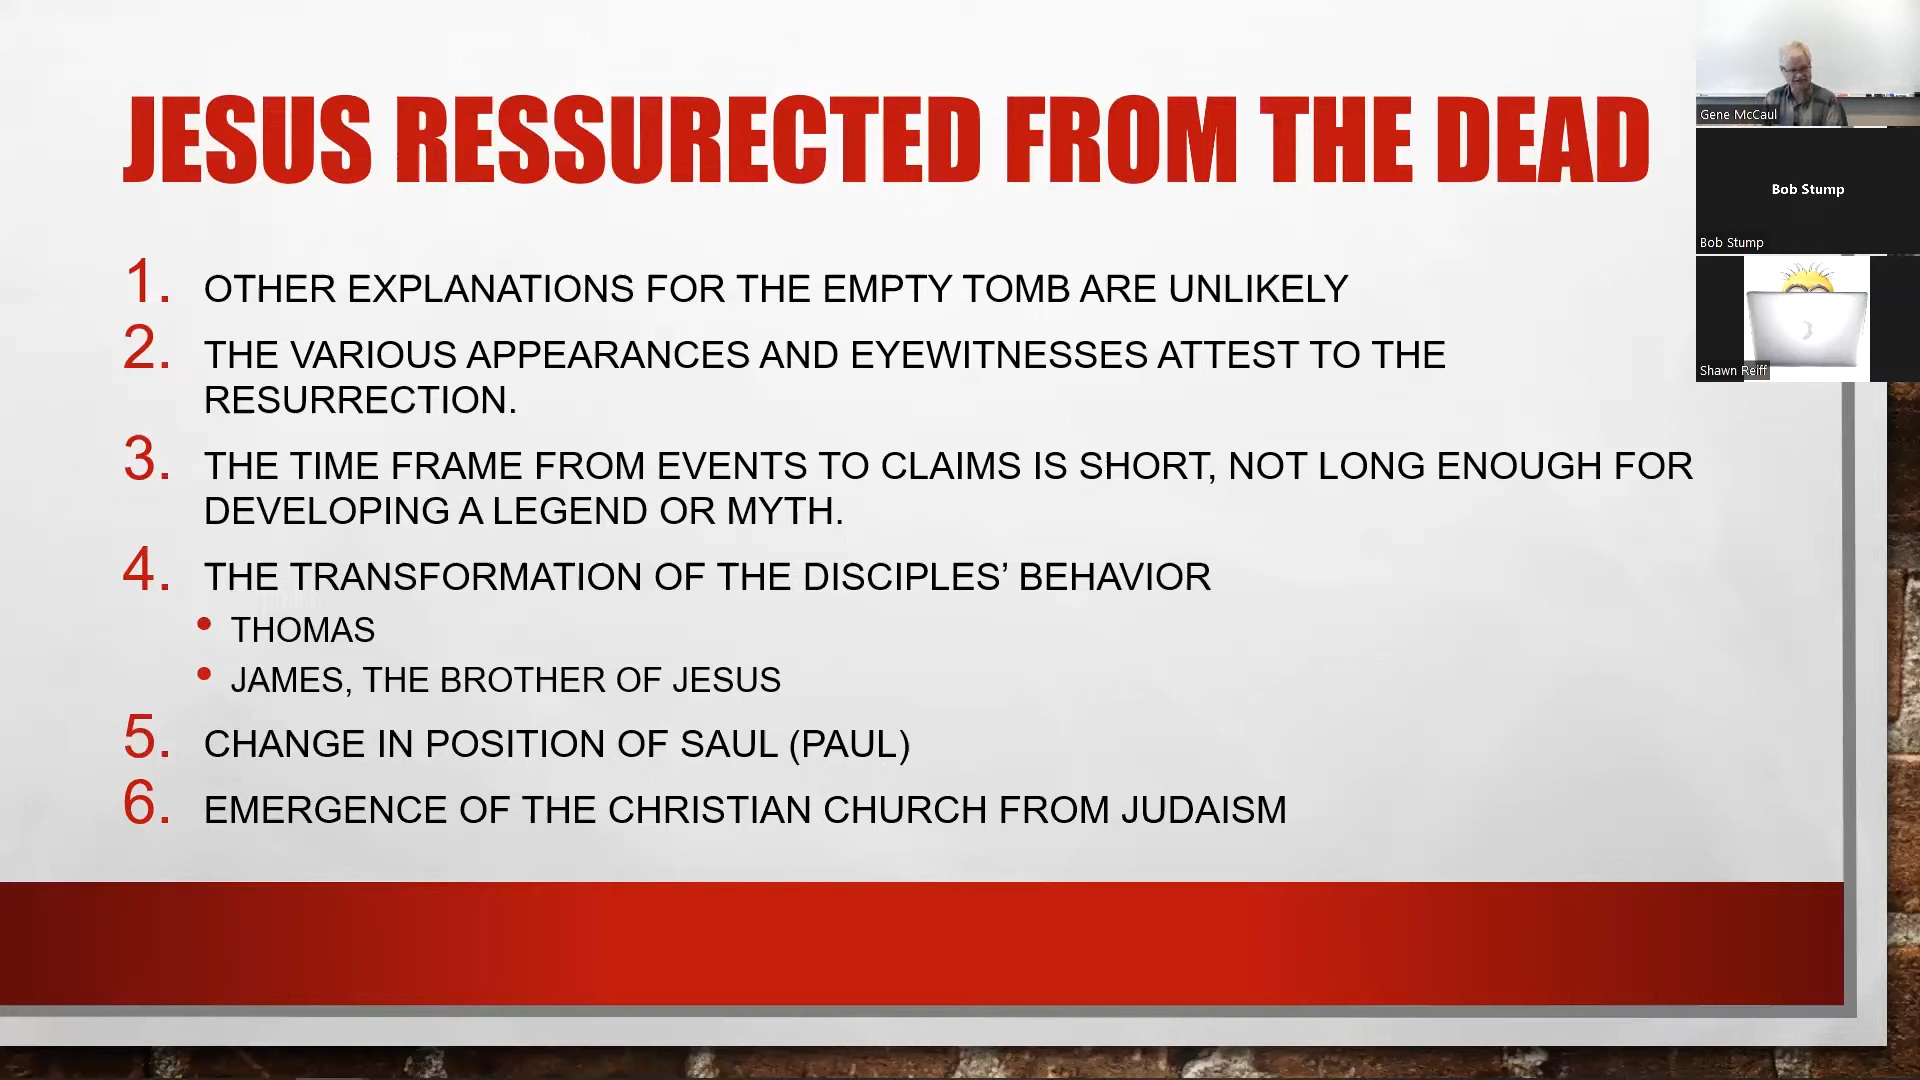 JESUS RESSURECTED FROM THE DEAD
1. OTHER EXPLANATIONS FOR THE EMPTY TOMB ARE UNLIKELY
2. THE VARIOUS APPEARANCES AND EYEWITNESSES ATTEST TO THE
RESURRECTION.
3. THE TIME FRAME FROM EVENTS TO CLAIMS IS SHORT, NOT LONG ENOUGH FOR
DEVELOPING A LEGEND OR MYTH.
4. THE TRANSFORMATION OF THE DISCIPLES’ BEHAVIOR
• THOMAS
• JAMES, THE BROTHER OF JESUS
5. CHANGE IN POSITION OF SAUL (PAUL)
6. EMERGENCE OF THE CHRISTIAN CHURCH FROM JUDAISM
Gene McCaul
Bob Stump
Bob Stump
Shawn Reiff